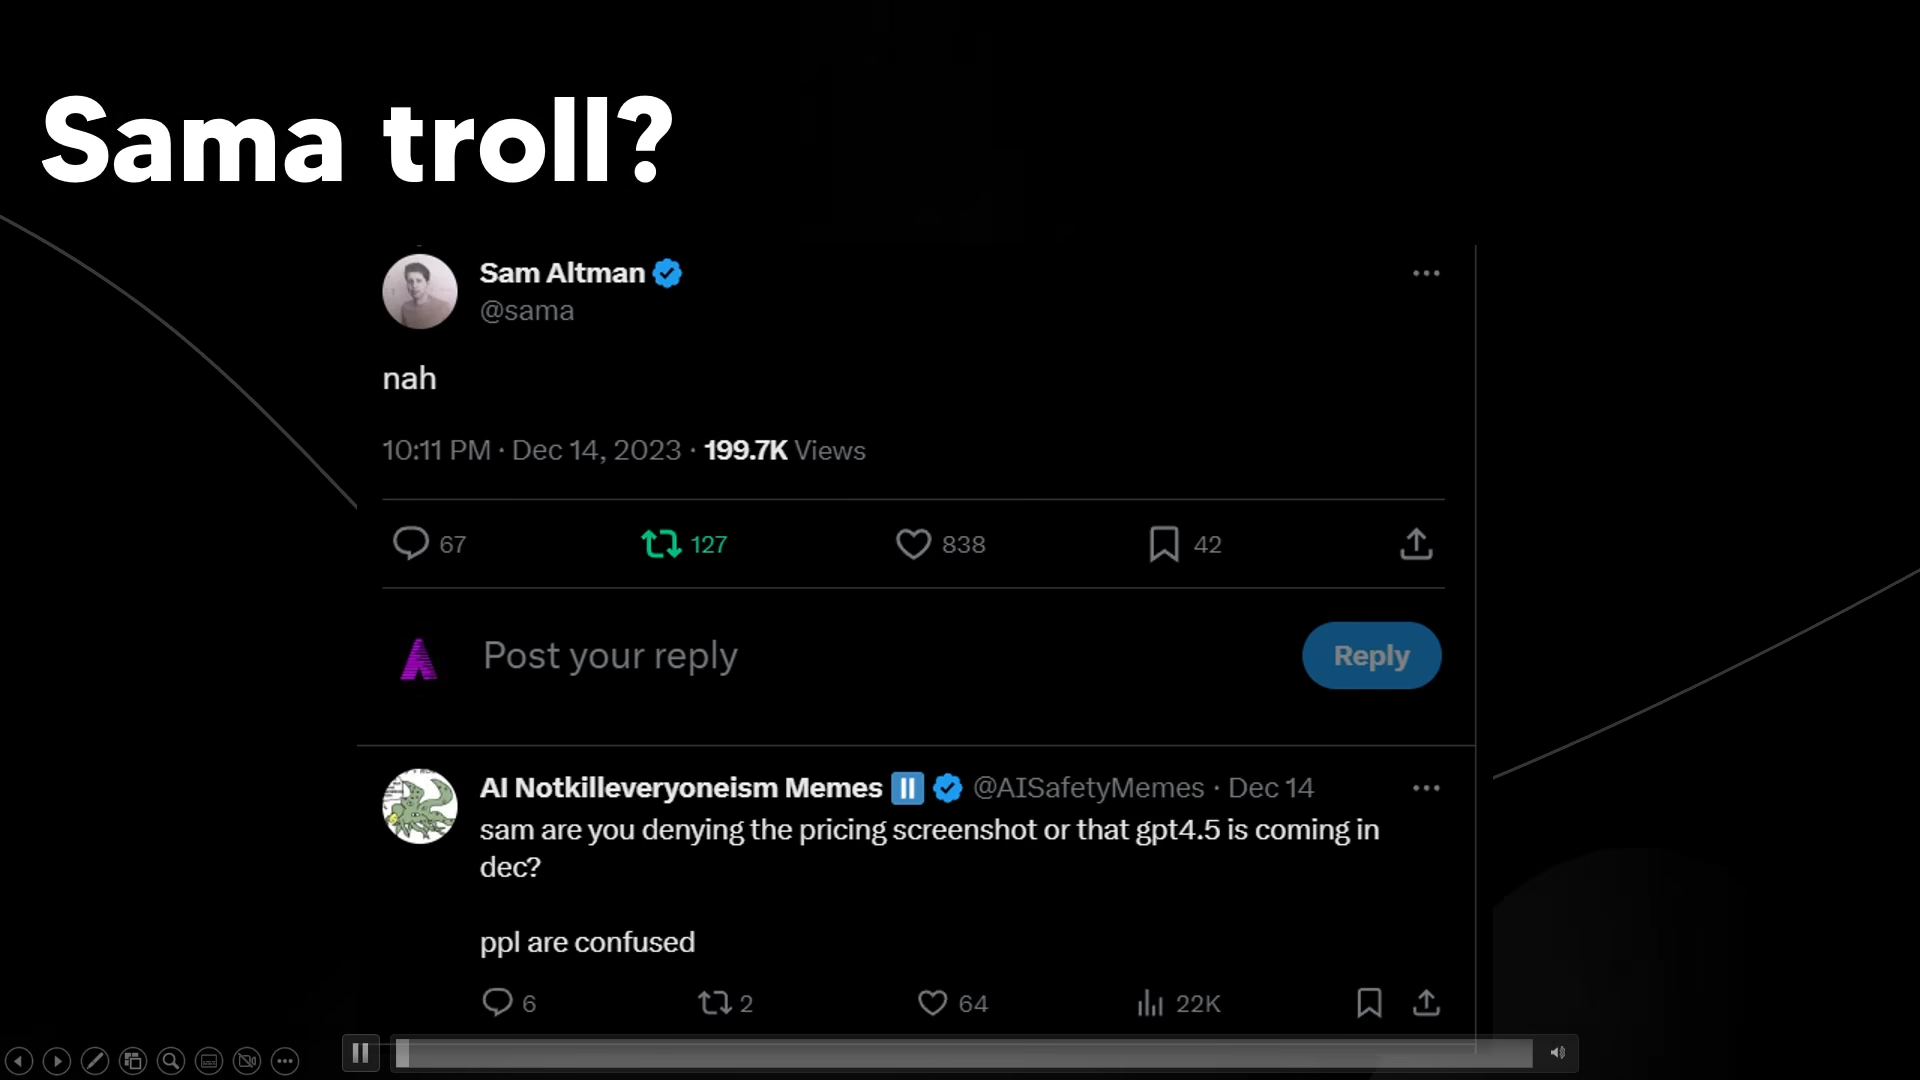 Sama troll?
Sam Altman
@sama
nah
10:11 PM · Dec 14, 2023 · 199.7K Views
67 127 838 42
Post your reply
Reply
AI Notkilleveryoneism Memes @AISafetyMemes · Dec 14
sam are you denying the pricing screenshot or that gpt4.5 is coming in
dec?
ppl are confused
6 2 64 22K